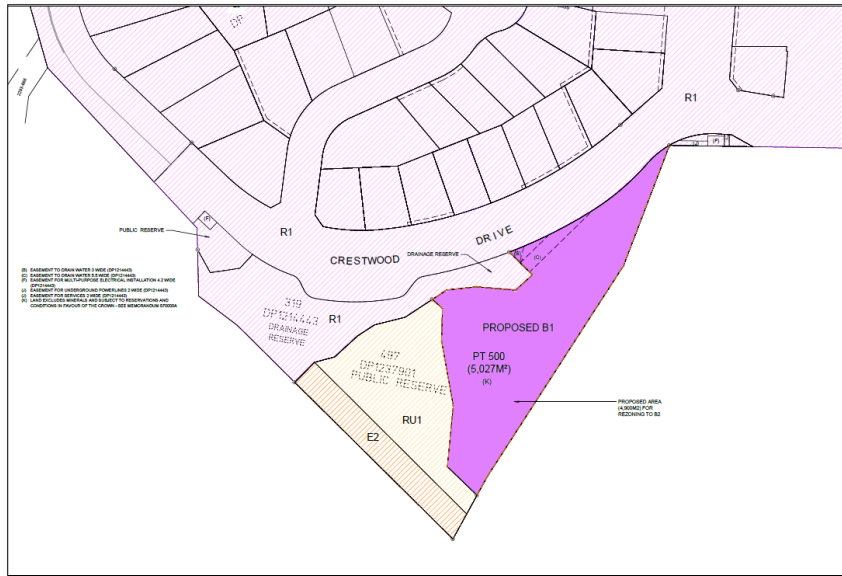 DP
R1
(F)
(J)
(F)
PUBLIC RESERVE
R1
DRIVE
CRESTWOOD
DRAINAGE RESERVE
(B) EASEMENT TO DRAIN WATER 3 WIDE (DP1214443)
(C) EASEMENT TO DRAIN WATER 5.5 WIDE (DP1214443)
(F) EASEMENT FOR MULTI-PURPOSE ELECTRICAL INSTALLATION 4.2 WIDE
(DP1214443)
(J) EASEMENT FOR UNDERGROUND POWERLINES 2 WIDE (DP1214443)
(J) EASEMENT FOR SERVICES 2 WIDE (DP1214443)
(K) LAND EXCLUDES MINERALS AND SUBJECT TO RESERVATIONS AND
CONDITIONS IN FAVOUR OF THE CROWN - SEE MEMORANDUM
(C)
319
DP1214443
DRAINAGE
RESERVE
R1
PROPOSED B1
497
DP1237901
PUBLIC RESERVE
PT 500
(5,027M²)
(K)
PROPOSED AREA
(4,900M2) FOR
REZONING TO B2
RU1
E2